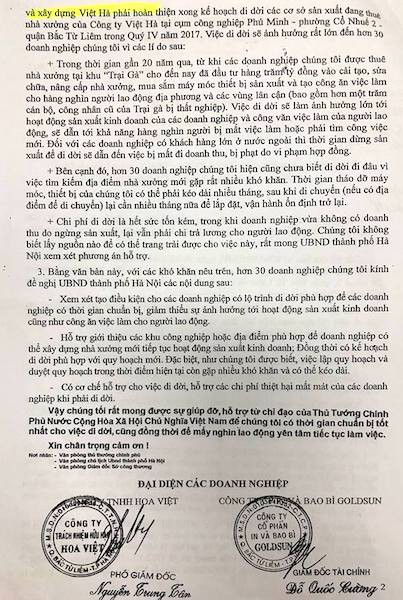 và xây dựng Việt Hà phải hoàn thiện xong kế hoạch di dời các cơ sở sản xuất đang thuê
nhà xưởng của Công ty Việt Hà tại cụm công nghiệp Phú Minh - phường Cổ Nhuế 2 -
quận Bắc Từ Liêm trong Quý IV năm 2017. Việc di dời sẽ ảnh hưởng rất lớn đến hơn 30
doanh nghiệp chúng tôi vì các lí do sau:
+ Trong thời gian gần 20 năm qua, từ khi các doanh nghiệp chúng tôi được thuê
nhà xưởng tại khu "Trại Gà" cho đến nay đã đầu tư hàng trăm tỷ đồng vào cải tạo, sửa
chữa, nâng cấp nhà xưởng, mua sắm máy móc thiết bị sản xuất và tạo công ăn việc làm
cho hàng nghìn người lao động địa phương và các vùng lân cận (bao gồm hơn một trăm
cán bộ, công nhân cũ của Trại gà bị thất nghiệp). Việc di dời sẽ làm ảnh hưởng lớn tới
hoạt động sản xuất kinh doanh của các doanh nghiệp và công văn việc làm của người lao
động, sẽ dẫn tới khả năng hàng nghìn người bị mất việc làm hoặc phải tìm công việc
mới. Đối với các doanh nghiệp có khách hàng lớn ở nước ngoài thì thời gian dừng sản
xuất để di dời sẽ dẫn đến việc bị mất đi doanh thu, bị phạt do vi phạm hợp đồng.
+ Bên cạnh đó, hơn 30 doanh nghiệp chúng tôi hiện cũng chưa biết di dời đi đâu vì
việc tìm kiếm địa điểm nhà xưởng mới gặp rất nhiều khó khăn. Thời gian tháo dỡ máy
móc, thiết bị của chúng tôi có thể phải kéo dài nhiều tháng, sau khi di chuyển (nếu có địa
điểm để di chuyển) lại cần nhiều tháng nữa để lắp đặt, vận hành ổn định trở lại.
+ Chi phí di dời là hết sức tốn kém, trong khi doanh nghiệp vừa không có doanh
thu do ngừng sản xuất, lại vẫn phải chi trả lương cho người lao động. Chúng tôi không
biết lấy nguồn nào để có thể trang trải được cho việc này, rất mong UBND thành phố Hà
Nội xem xét phương án hỗ trợ.
3. Bằng văn bản này, với các khó khăn nêu trên, hơn 30 doanh nghiệp chúng tôi kính
đề nghị UBND thành phố Hà Nội các nội dung sau:
- Xem xét tạo điều kiện cho các doanh nghiệp có lộ trình di dời phù hợp để các doanh
nghiệp có thời gian chuẩn bị, giảm thiểu sự ảnh hưởng tới hoạt động sản xuất kinh doanh
cũng như công việc làm cho người lao động.
- Hỗ trợ giới thiệu các khu công nghiệp hoặc địa điểm phù hợp để doanh nghiệp có
thể xây dựng nhà xưởng mới tiếp tục hoạt động sản xuất kinh doanh; Đồng thời có kế hoạch
di dời phù hợp với quy hoạch mới. Đặc biệt, như chúng tôi được biết, việc lập quy hoạch và
duyệt quy hoạch trong thời điểm hiện tại còn gặp nhiều khó khăn và có thể kéo dài.
- Có cơ chế hỗ trợ cho việc di dời, hỗ trợ các chi phí thiệt hại mất mát của các doanh
nghiệp khi phải di dời.
Vậy chúng tôi rất mong được sự giúp đỡ, hỗ trợ từ chỉ đạo của Thủ Tướng Chính
Phủ Nước Cộng Hòa Xã Hội Chủ Nghĩa Việt Nam để chúng tôi có thời gian chuẩn bị tốt
nhất cho việc di dời, cũng đồng thời để mấy nghìn lao động yên tâm tiếp tục làm việc.
Xin chân trọng cảm ơn !
Nơi nhận: - Văn phòng thủ tướng chính phủ
- Văn phòng chủ tịch Ubnd thành phố Hà Nội
- Văn phòng Giám đốc Sở công thương
ĐẠI DIỆN CÁC DOANH NGHIỆP
TY TNHH HOA VIỆT
CÔNG TY IN VÀ BAO BÌ GOLDSUN
CÔNG TY
TRÁCH NHIỆM HỮU HẠN
HOA VIỆT
Q. BẮC TỪ LIÊM - T.P HÀ
CÔNG TY
CỔ PHẦN
IN VÀ BAO BÌ
GOLDSUN
Q. BẮC TỪ LIÊM - T.P
PHÓ GIÁM ĐỐC
Nguyễn Trung Tân
GIÁM ĐỐC TÀI CHÍNH
Đỗ Quốc Cường
2